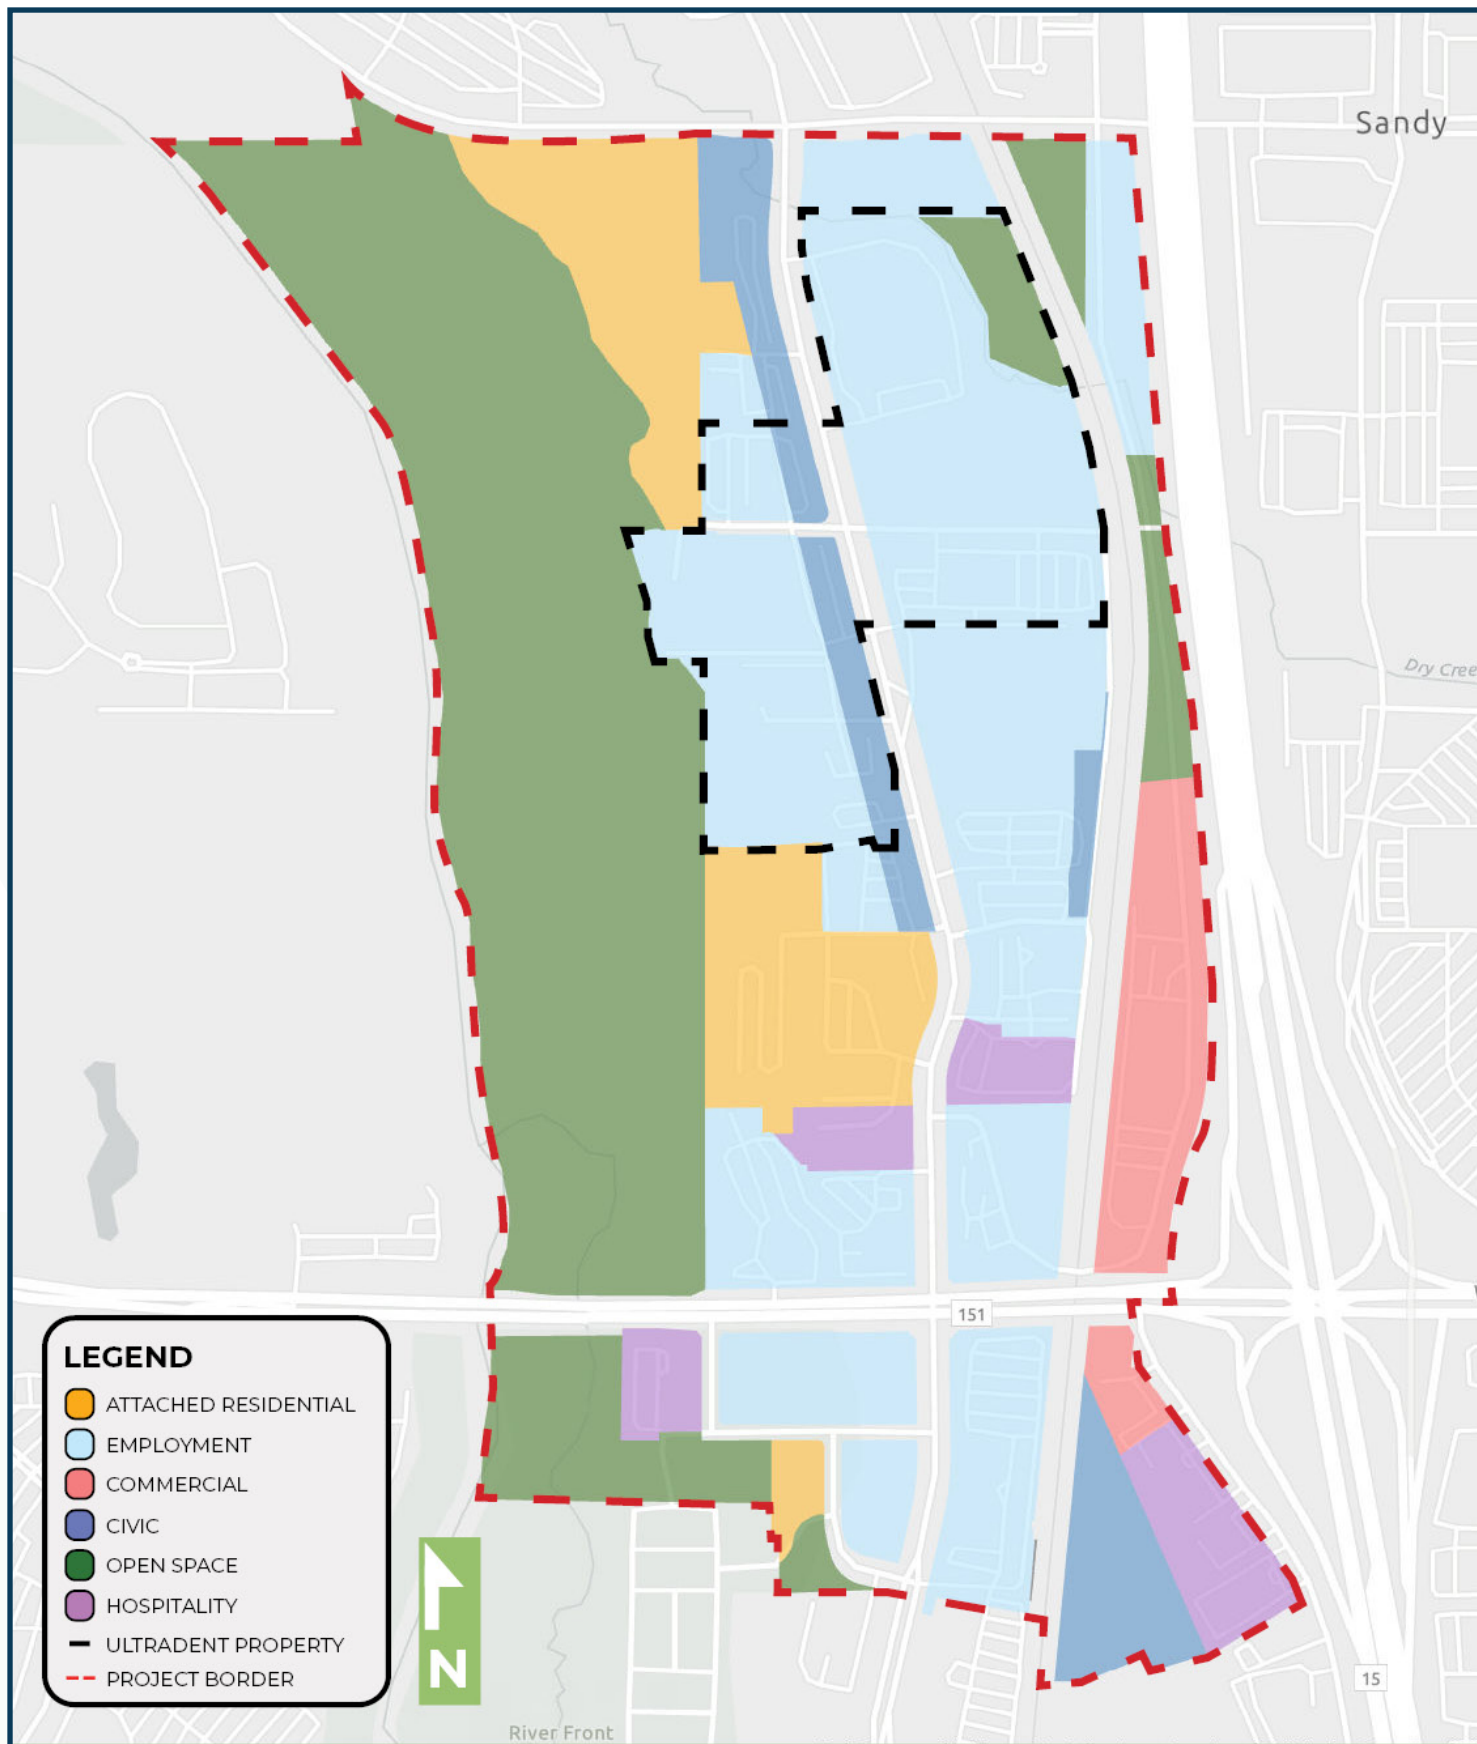 Sandy
Dry Cree
151
LEGEND
ATTACHED RESIDENTIAL
EMPLOYMENT
COMMERCIAL
CIVIC
OPEN SPACE
HOSPITALITY
ULTRADENT PROPERTY
PROJECT BORDER
N
15
River Front